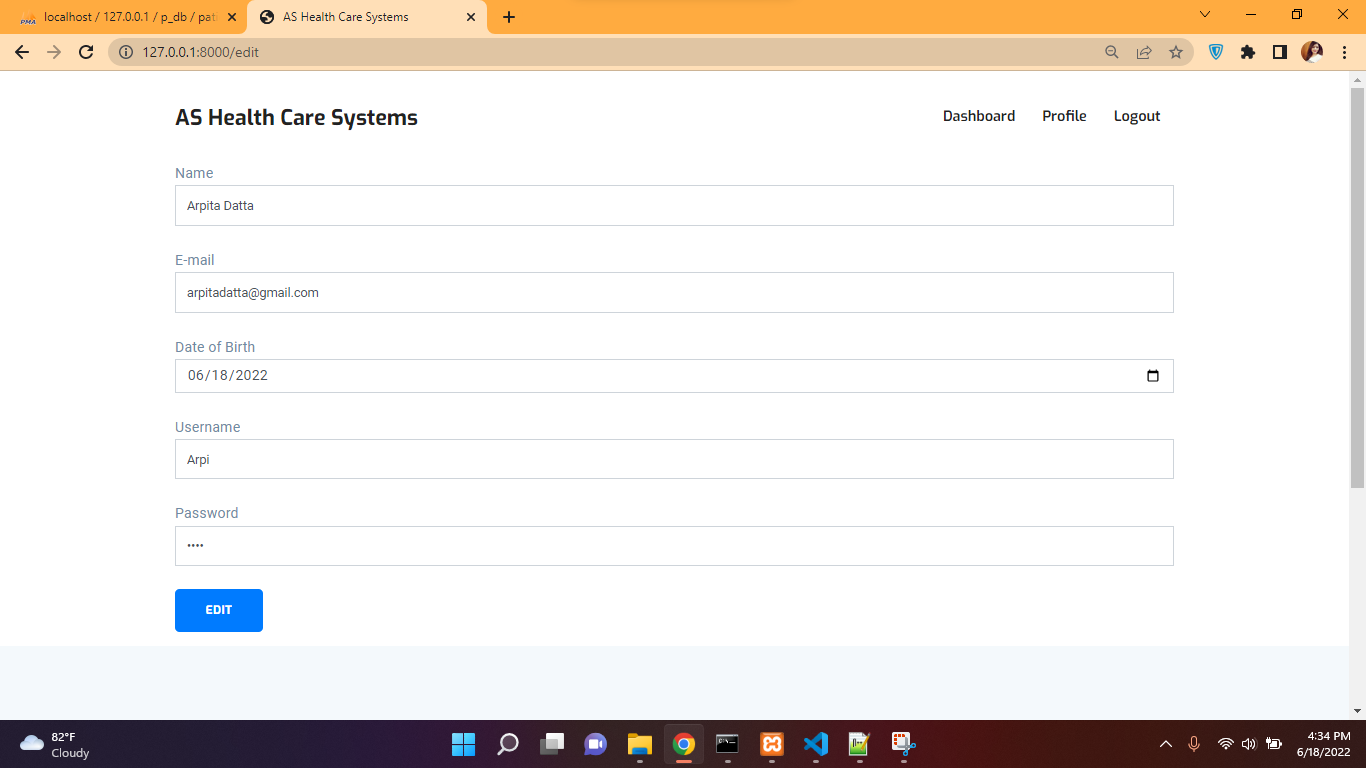 PMA
localhost / 127.0.0.1 / p_db / pat
AS Health Care Systems
127.0.0.1:8000/edit
AS Health Care Systems
Dashboard Profile Logout
Name
Arpita Datta
E-mail
arpitadatta@gmail.com
Date of Birth
06/18/2022
Username
Arpi
Password
••••
EDIT
82°F
Cloudy
4:34 PM
6/18/2022